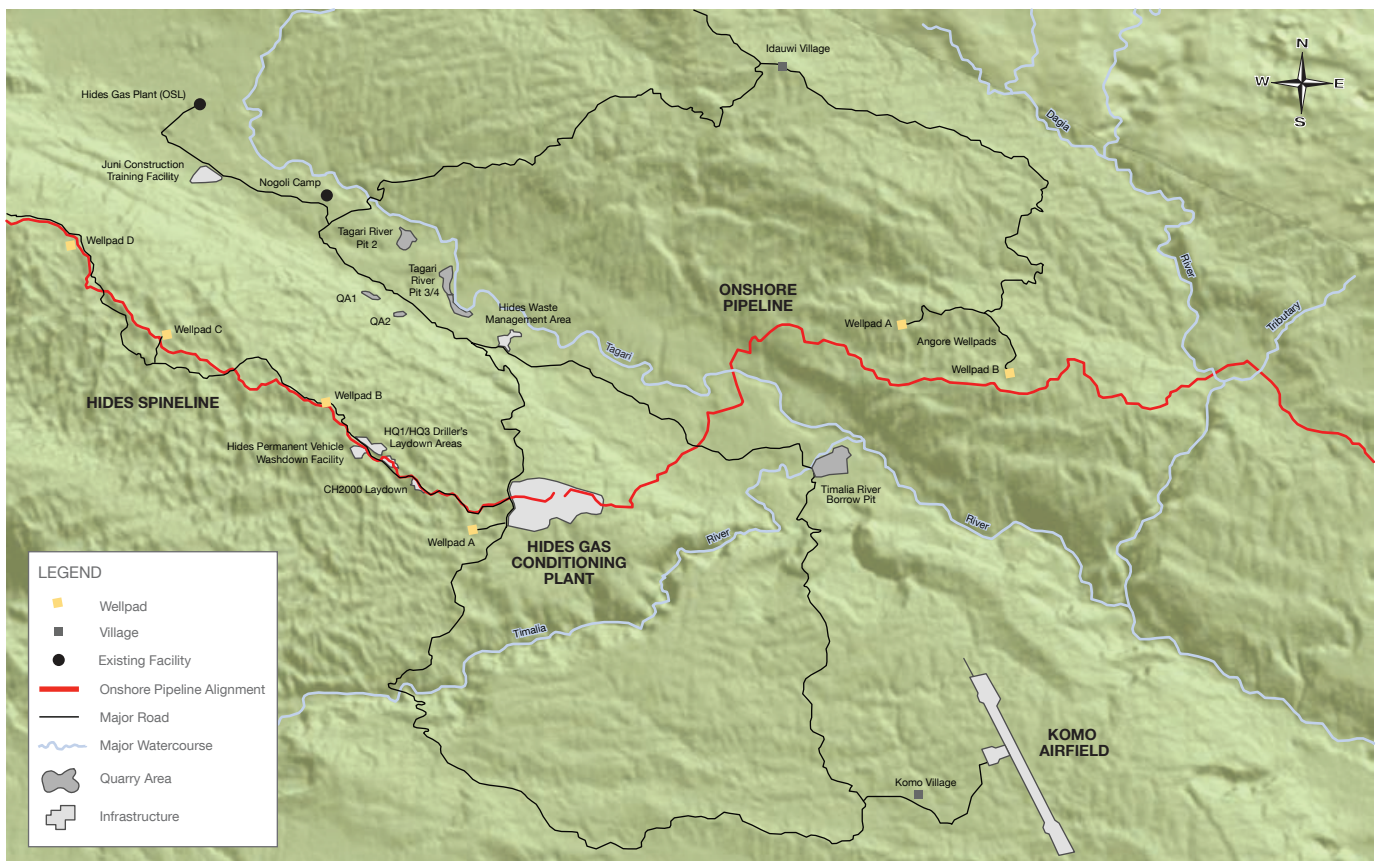 Idauwi Village
N
W
E
S
Hides Gas Plant (OSL)
Dagia
River
Juni Construction
Training Facility
Nogoli Camp
Tagari River
Pit 2
Wellpad D
Tagari
River
Pit 3/4
QA1
QA2
Hides Waste
Management Area
ONSHORE
PIPELINE
Tributary
Wellpad C
Wellpad A
Angore Wellpads
Wellpad B
Tagari
HIDES SPINELINE
Wellpad B
HQ1/HQ3 Driller's
Laydown Areas
Hides Permanent Vehicle
Washdown Facility
CH2000 Laydown
Timalia River
Borrow Pit
River
River
Wellpad A
HIDES GAS
CONDITIONING
PLANT
Timalia
KOMO
AIRFIELD
Komo Village
LEGEND
Wellpad
Village
Existing Facility
Onshore Pipeline Alignment
Major Road
Major Watercourse
Quarry Area
Infrastructure